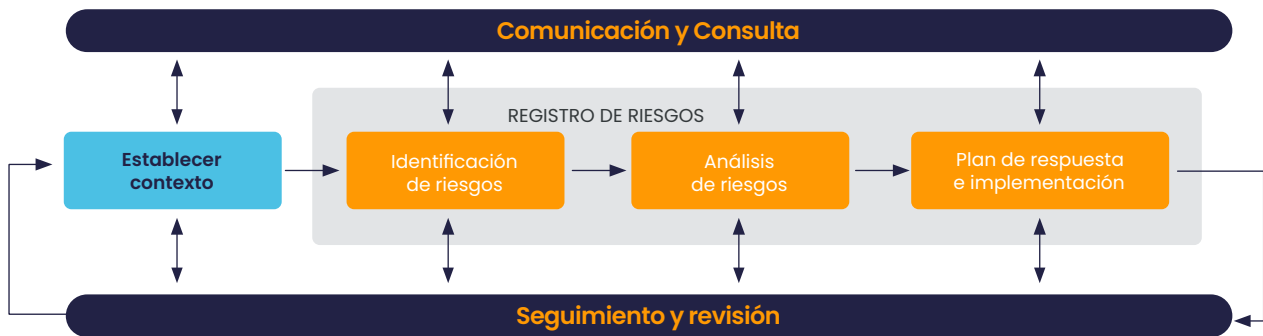 Comunicación y Consulta
REGISTRO DE RIESGOS
Establecer
contexto
Identificación
de riesgos
Análisis
de riesgos
Plan de respuesta
e implementación
Seguimiento y revisión